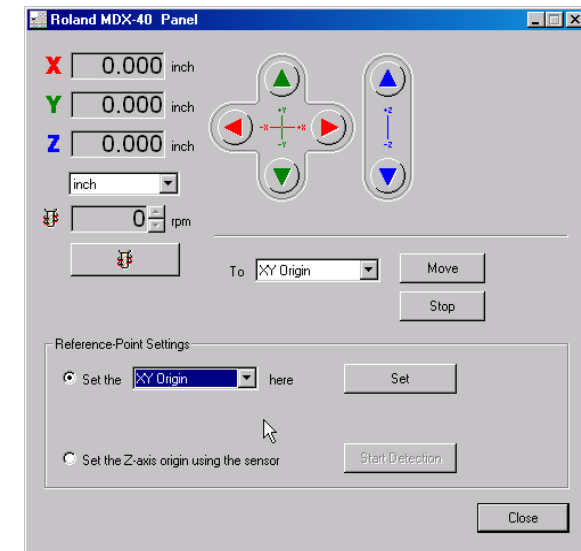 Roland MDX-40 Panel
X 0.000 inch
Y 0.000 inch
Z 0.000 inch
+Y
-X +X
-Y
+Z
-Z
inch
0 rpm
To XY Origin Move
Stop
Reference-Point Settings
Set the XY Origin here Set
Set the Z-axis origin using the sensor Start Detection
Close